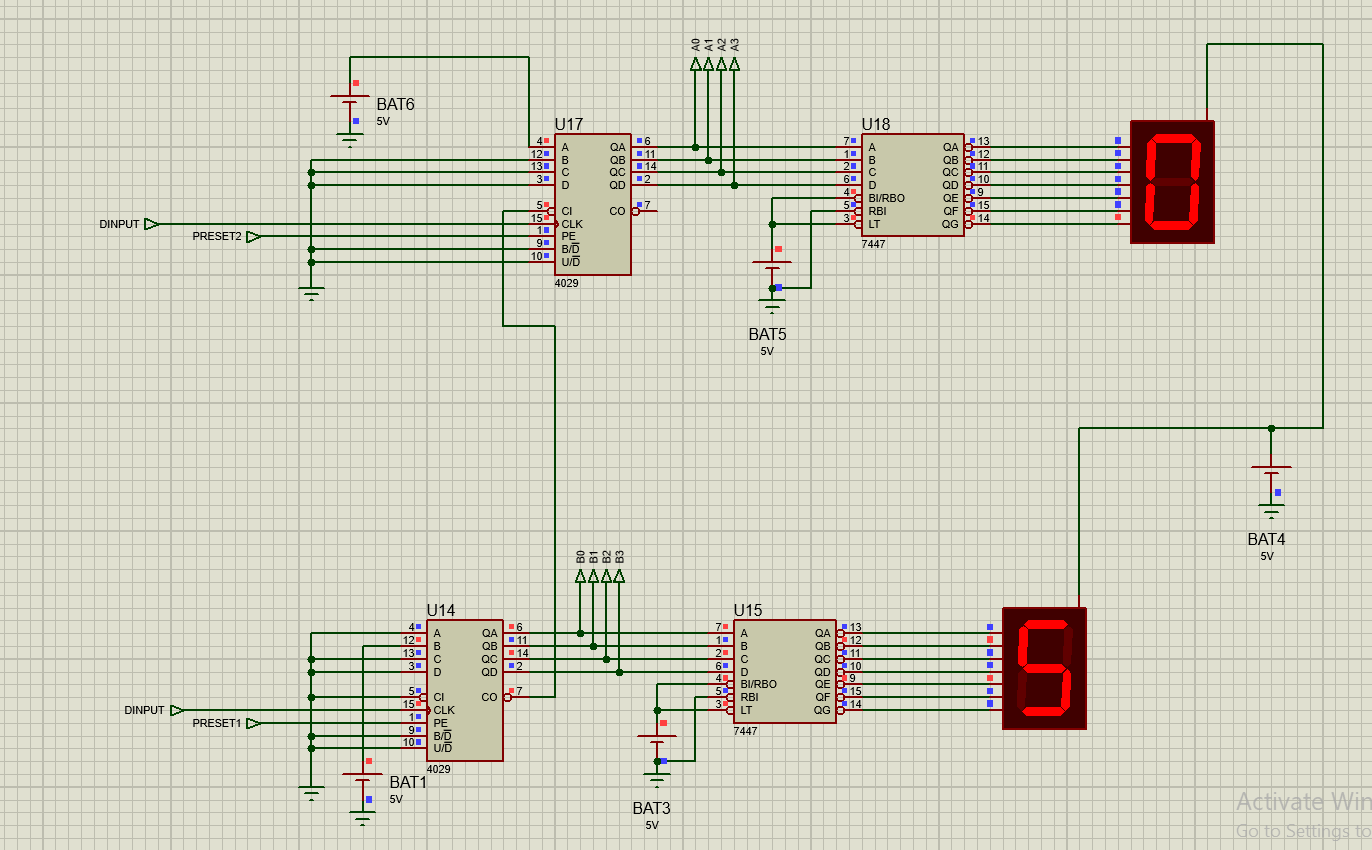 A0
A1
A2
A3
BAT6
5V
U17
4 A QA 6
12 B QB 11
13 C QC 14
3 D QD 2
5 CI CO 7
15 CLK
1 PE
9 B/D
10 U/D
4029
DINPUT
PRESET2
U18
7 A QA 13
1 B QB 12
2 C QC 11
6 D QD 10
4 BI/RBO QE 9
5 RBI QF 15
3 LT QG 14
7447
BAT5
5V
BAT4
5V
B0
B1
B2
B3
U14
4 A QA 6
12 B QB 11
13 C QC 14
3 D QD 2
5 CI CO 7
15 CLK
1 PE
9 B/D
10 U/D
4029
DINPUT
PRESET1
BAT1
5V
U15
7 A QA 13
1 B QB 12
2 C QC 11
6 D QD 10
4 BI/RBO QE 9
5 RBI QF 15
3 LT QG 14
7447
BAT3
5V
0
5
Activate Win
Go to Settings to